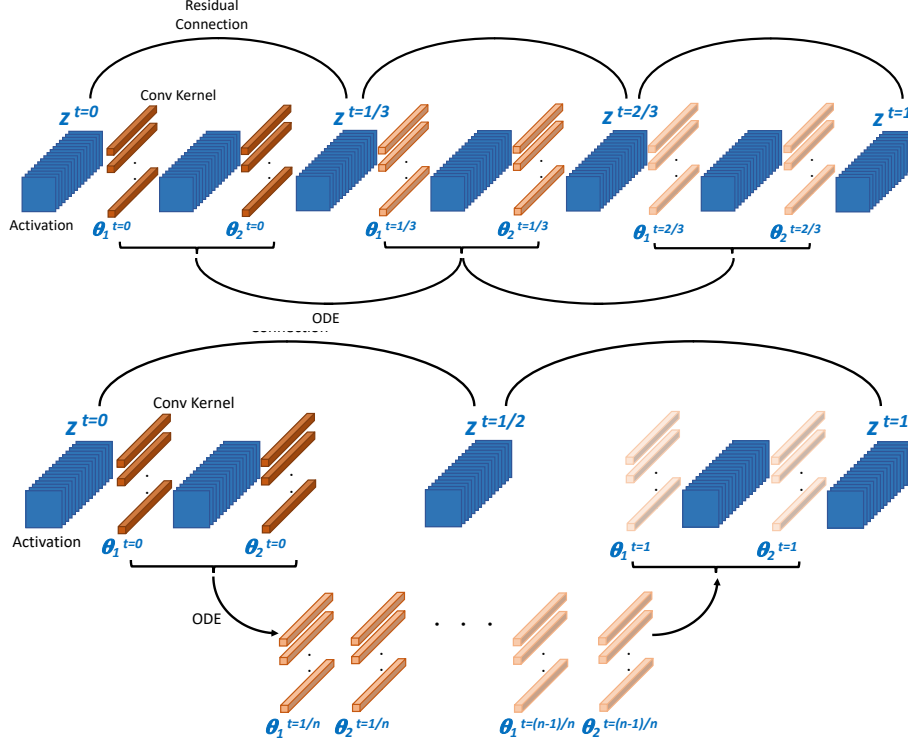 Residual
Connection
z t=0
Conv Kernel
z t=1/3
z t=2/3
z t=1
Activation
θ1 t=0
θ2 t=0
θ1 t=1/3
θ2 t=1/3
θ1 t=2/3
θ2 t=2/3
ODE
Connection
z t=0
Conv Kernel
z t=1/2
z t=1
Activation
θ1 t=0
θ2 t=0
θ1 t=1
θ2 t=1
ODE
θ1 t=1/n
θ2 t=1/n
θ1 t=(n-1)/n
θ2 t=(n-1)/n